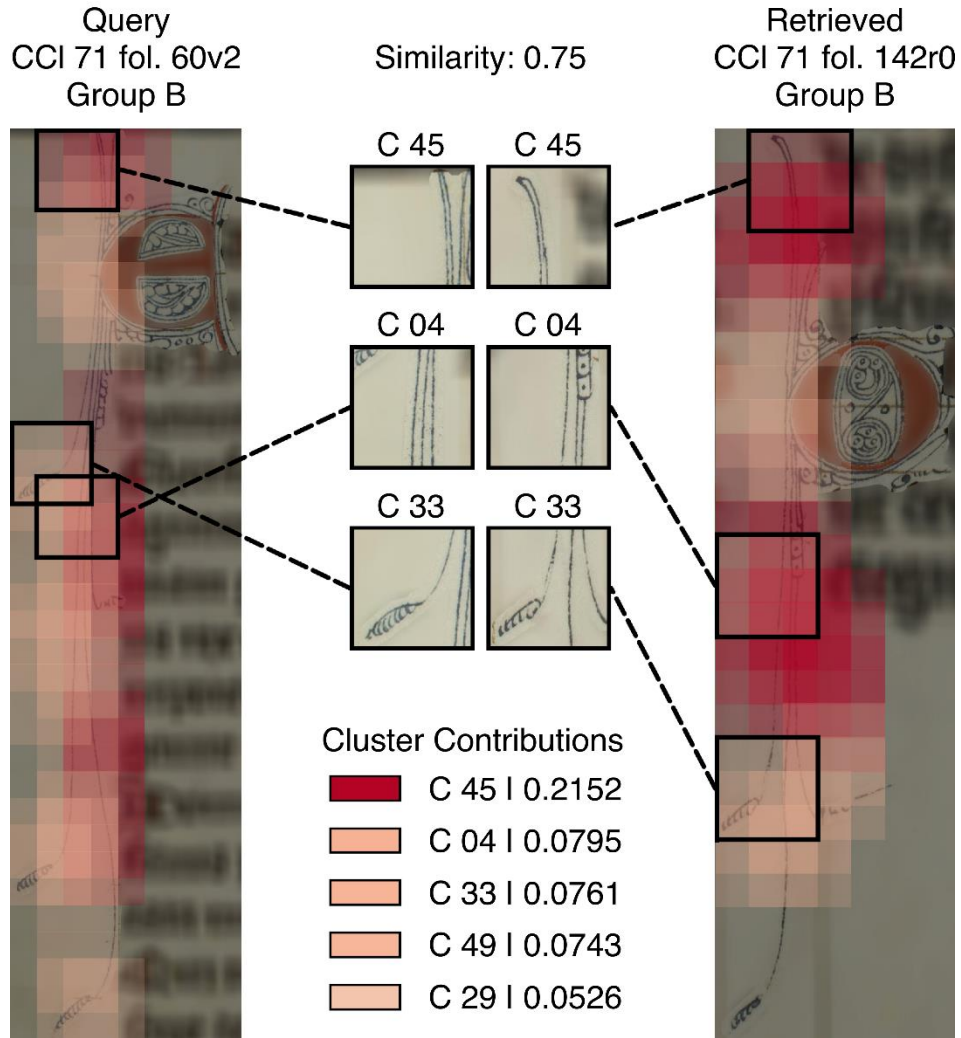 Query
CCl 71 fol. 60v2
Group B
Similarity: 0.75
Retrieved
CCl 71 fol. 142r0
Group B
C 45 C 45
C 04 C 04
C 33 C 33
Cluster Contributions
C 45 | 0.2152
C 04 | 0.0795
C 33 | 0.0761
C 49 | 0.0743
C 29 | 0.0526